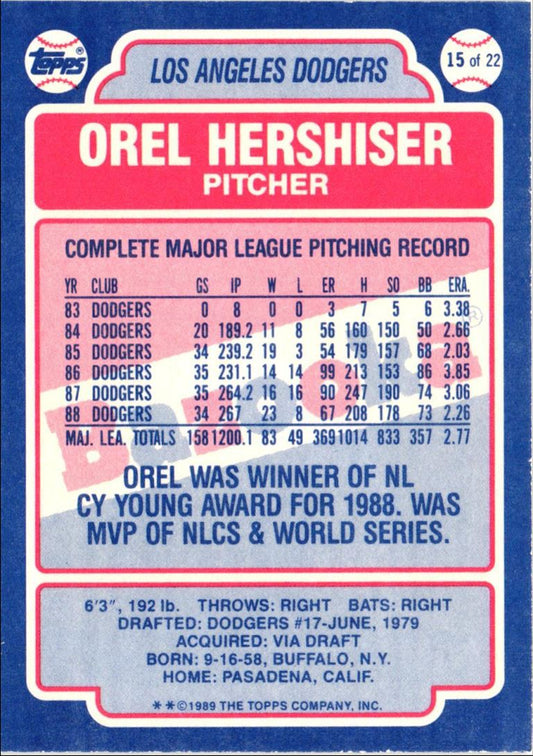 Topps®
15 of 22
LOS ANGELES DODGERS
OREL HERSHISER
PITCHER
COMPLETE MAJOR LEAGUE PITCHING RECORD
YR CLUB GS IP W L ER H SO BB ERA.
83 DODGERS 0 8 0 0 3 7 5 6 3.38
84 DODGERS 20 189.2 11 8 56 160 150 50 2.66
85 DODGERS 34 239.2 19 3 54 179 157 68 2.03
86 DODGERS 35 231.1 14 14 99 213 153 86 3.85
87 DODGERS 35 264.2 16 16 90 247 190 74 3.06
88 DODGERS 34 267 23 8 67 208 178 73 2.26
MAJ. LEA. TOTALS 158 1200.1 83 49 369 1014 833 357 2.77
Bazooka®
OREL WAS WINNER OF NL
CY YOUNG AWARD FOR 1988. WAS
MVP OF NLCS & WORLD SERIES.
6'3", 192 lb. THROWS: RIGHT BATS: RIGHT
DRAFTED: DODGERS #17-JUNE, 1979
ACQUIRED: VIA DRAFT
BORN: 9-16-58, BUFFALO, N.Y.
HOME: PASADENA, CALIF.
**©1989 THE TOPPS COMPANY, INC.